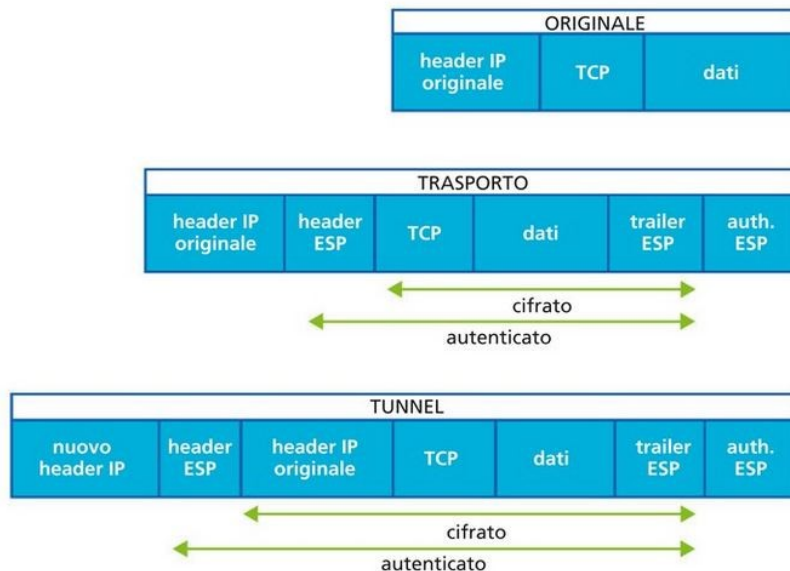 ORIGINALE
header IP originale
TCP
dati
TRASPORTO
header IP originale
header ESP
TCP
dati
trailer ESP
auth. ESP
cifrato
autenticato
TUNNEL
nuovo header IP
header ESP
header IP originale
TCP
dati
trailer ESP
auth. ESP
cifrato
autenticato